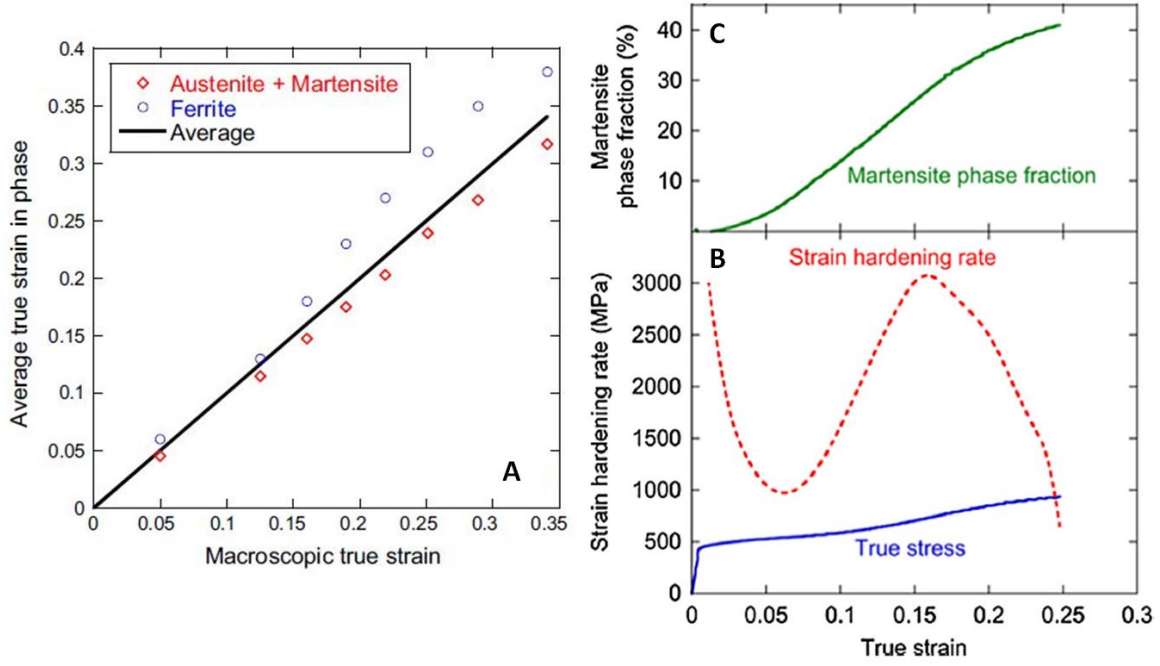 0.4
0.35
0.3
0.25
0.2
0.15
0.1
0.05
0
Average true strain in phase
Austenite + Martensite
Ferrite
Average
A
0
0.05
0.1
0.15
0.2
0.25
0.3
0.35
Macroscopic true strain
C
40
30
20
10
Martensite
phase fraction (%)
Martensite phase fraction
B
Strain hardening rate
3000
2500
2000
1500
1000
500
0
Strain hardening rate (MPa)
True stress
0
0.05
0.1
0.15
0.2
0.25
0.3
True strain